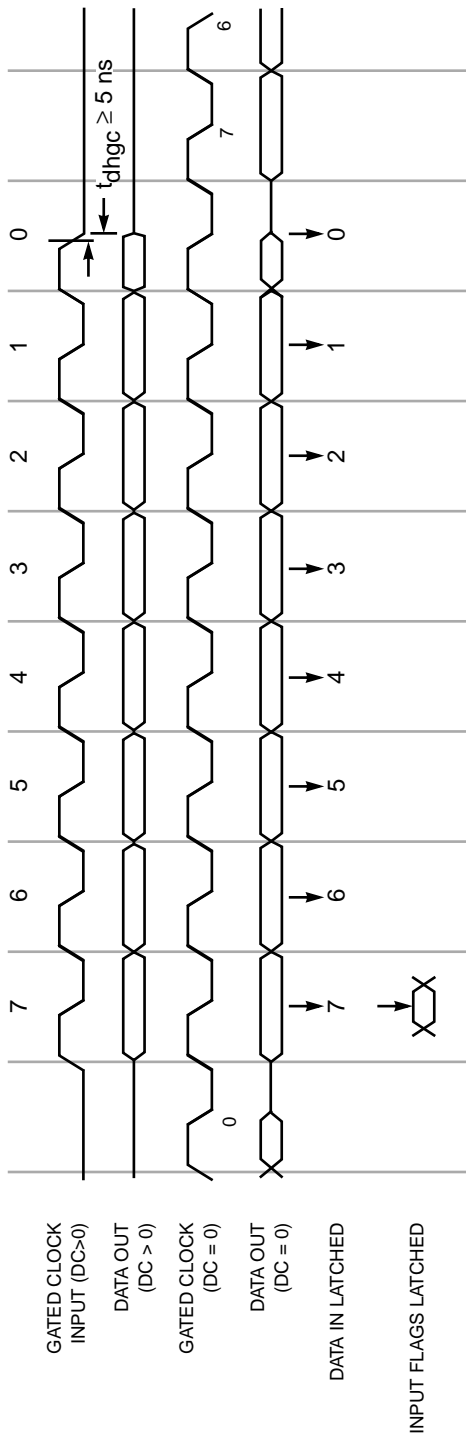 7 6 5 4 3 2 1 0
GATED CLOCK
INPUT (DC>0)
tdhgc ≥ 5 ns
DATA OUT
(DC > 0)
GATED CLOCK
(DC = 0)
0 7 6
DATA OUT
(DC = 0)
DATA IN LATCHED
7 6 5 4 3 2 1 0
INPUT FLAGS LATCHED